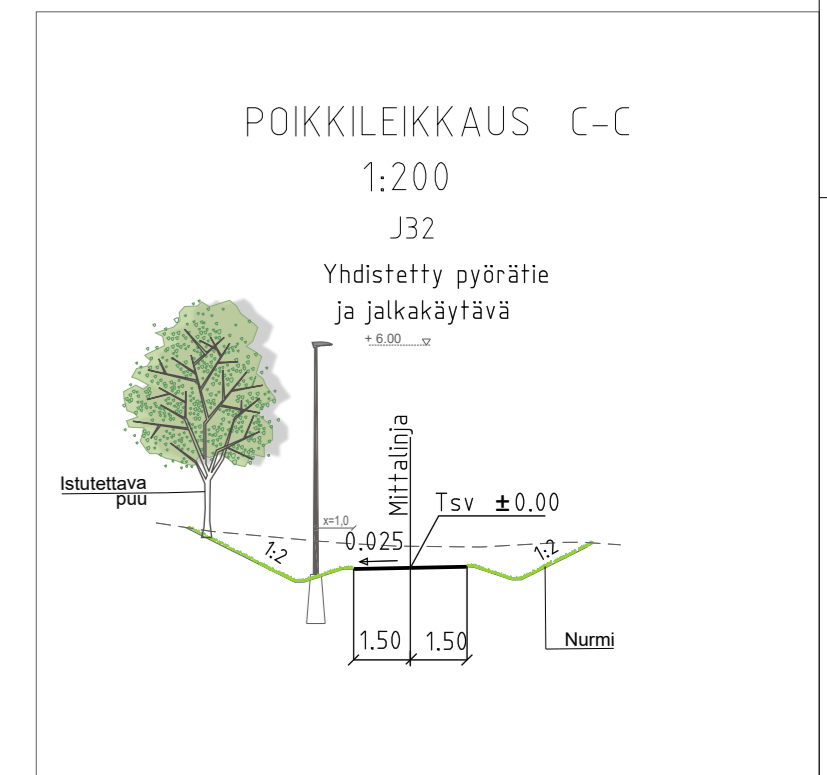 POIKKILEIKKAUS C-C
1:200
J32
Yhdistetty pyörätie
ja jalkakäytävä
+ 6.00
Mittalinja
Istutettava
puu
Tsv ±0.00
x=1,0
0.025
1:2
1:2
1.50
1.50
Nurmi